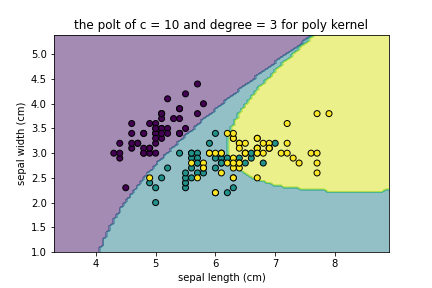 the polt of c = 10 and degree = 3 for poly kernel
sepal width (cm)
5.0
4.5
4.0
3.5
3.0
2.5
2.0
1.5
1.0
4 5 6 7 8
sepal length (cm)